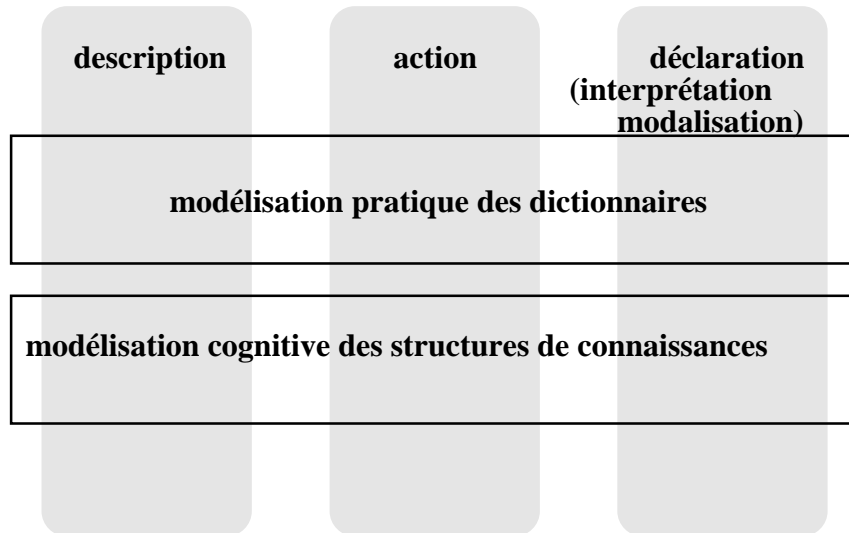 description
action
déclaration
(interprétation
modalisation)
modélisation pratique des dictionnaires
modélisation cognitive des structures de connaissances